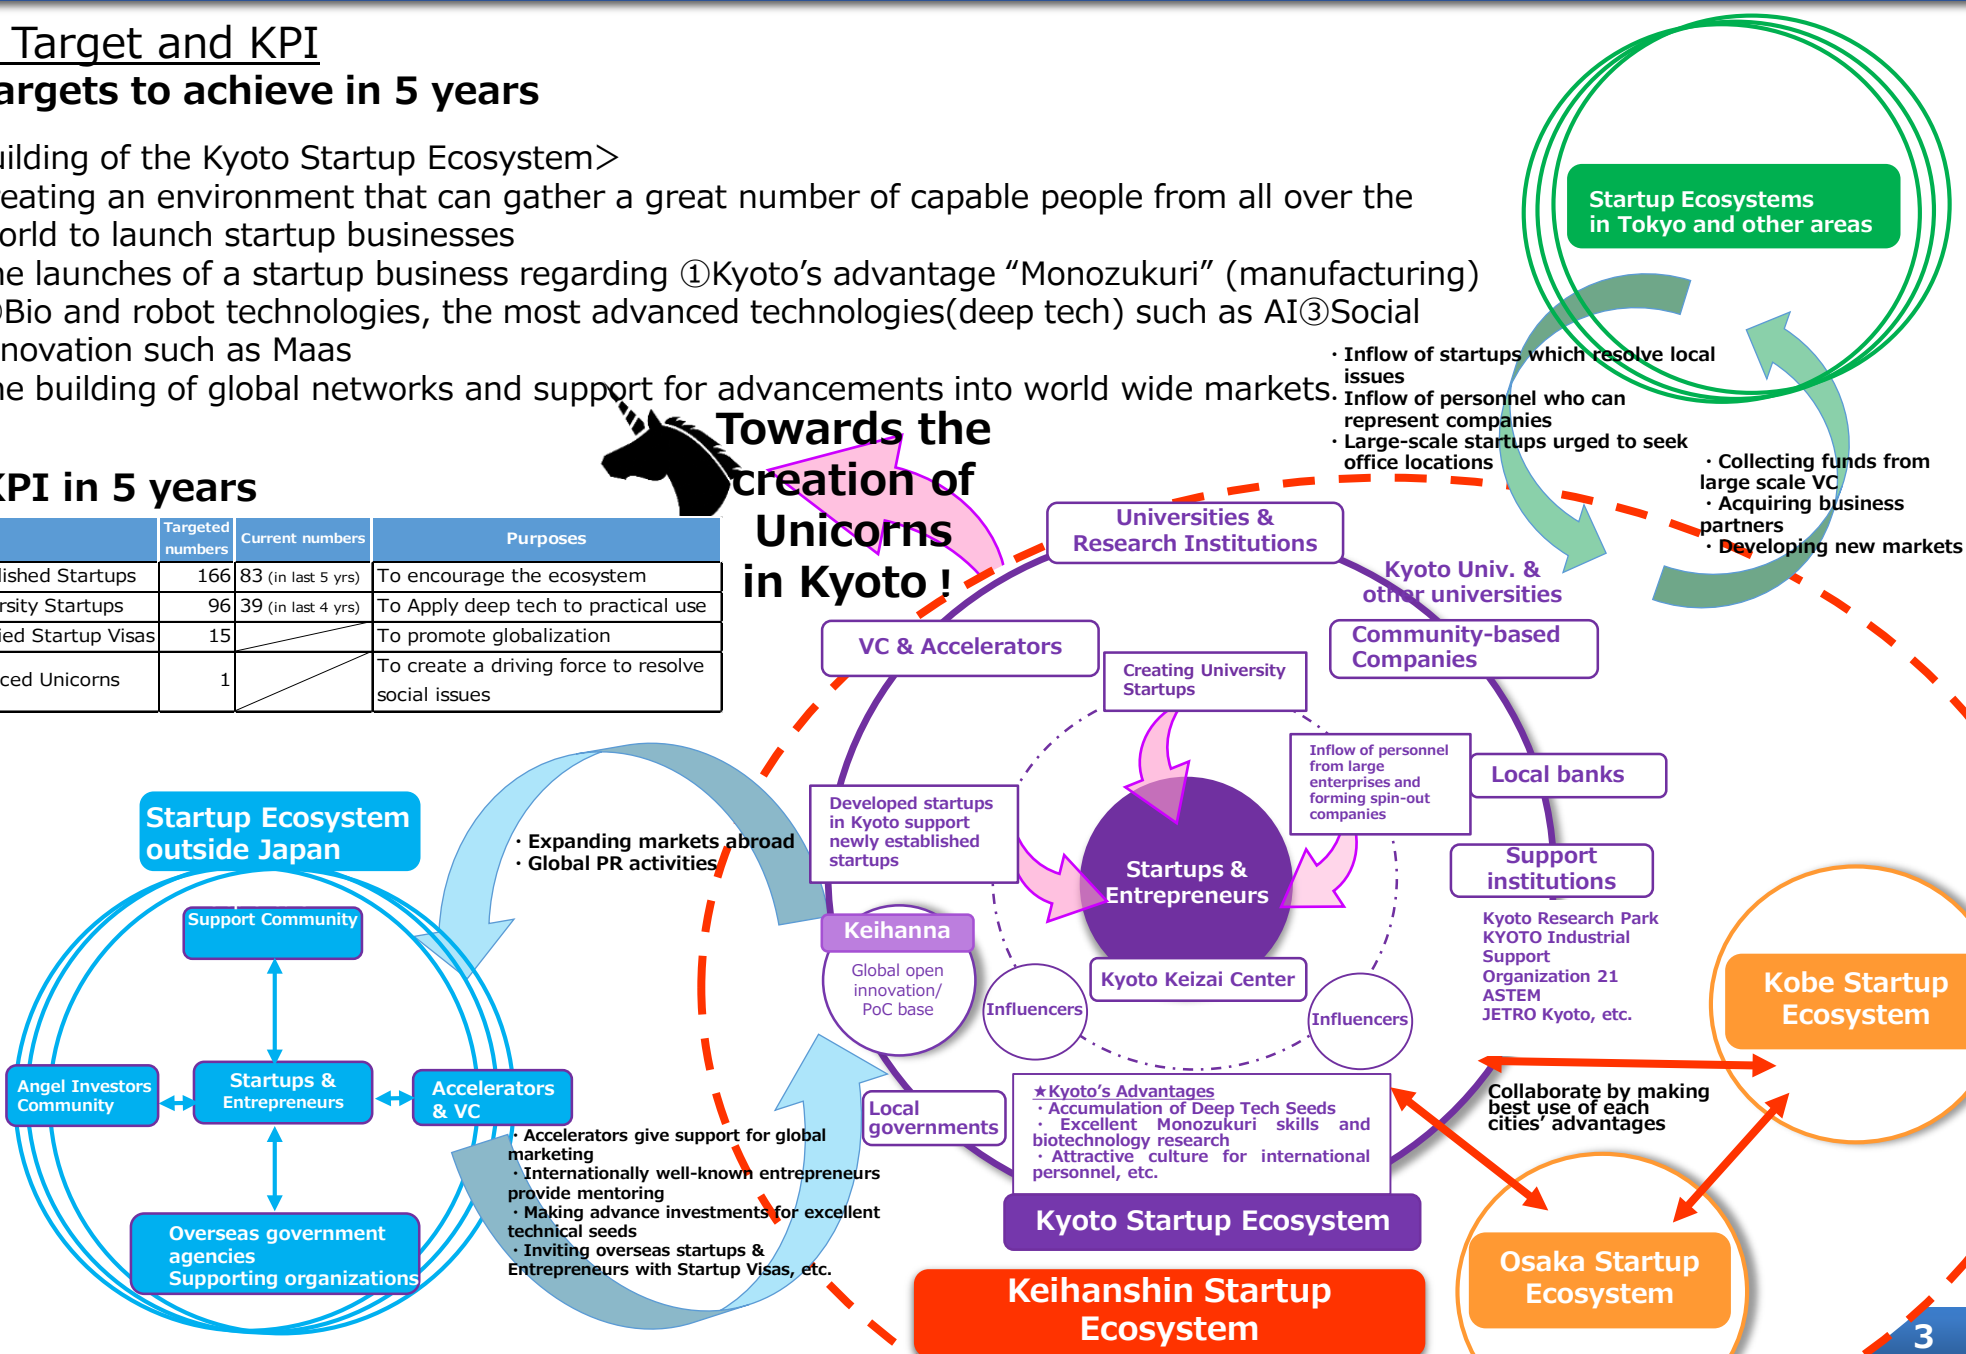 Target and KPI
argets to achieve in 5 years
uilding of the Kyoto Startup Ecosystem＞
reating an environment that can gather a great number of capable people from all over the
orld to launch startup businesses
he launches of a startup business regarding ①Kyoto's advantage “Monozukuri” (manufacturing)
Bio and robot technologies, the most advanced technologies(deep tech) such as AI③Social
novation such as Maas
he building of global networks and support for advancements into world wide markets.
KPI in 5 years
Targeted
numbers
Current numbers
Purposes
lished Startups 166 83 (in last 5 yrs) To encourage the ecosystem
rsity Startups 96 39 (in last 4 yrs) To Apply deep tech to practical use
ied Startup Visas 15 To promote globalization
ced Unicorns 1 To create a driving force to resolve
social issues
Towards the
creation of
Unicorns
in Kyoto !
Startup Ecosystems
in Tokyo and other areas
・Inflow of startups which resolve local
issues
・Inflow of personnel who can
represent companies
・Large-scale startups urged to seek
office locations
・Collecting funds from
large scale VC
・Acquiring business
partners
・Developing new markets
Universities &
Research Institutions
Kyoto Univ. &
other universities
VC & Accelerators
Community-based
Companies
Creating University
Startups
Inflow of personnel
from large
enterprises and
forming spin-out
companies
Local banks
Developed startups
in Kyoto support
newly established
startups
Startups &
Entrepreneurs
Support
institutions
Kyoto Research Park
KYOTO Industrial
Support
Organization 21
ASTEM
JETRO Kyoto, etc.
Keihanna
Global open
innovation/
PoC base
Kyoto Keizai Center
Influencers
Influencers
Local
governments
★Kyoto's Advantages
・Accumulation of Deep Tech Seeds
・Excellent Monozukuri skills and
biotechnology research
・Attractive culture for international
personnel, etc.
Kyoto Startup Ecosystem
Keihanshin Startup
Ecosystem
Startup Ecosystem
outside Japan
・Expanding markets abroad
・Global PR activities
Support Community
Angel Investors
Community
Startups &
Entrepreneurs
Accelerators
& VC
Overseas government
agencies
Supporting organizations
・Accelerators give support for global
marketing
・Internationally well-known entrepreneurs
provide mentoring
・Making advance investments for excellent
technical seeds
・Inviting overseas startups &
Entrepreneurs with Startup Visas, etc.
Kobe Startup
Ecosystem
Collaborate by making
best use of each
cities' advantages
Osaka Startup
Ecosystem
3